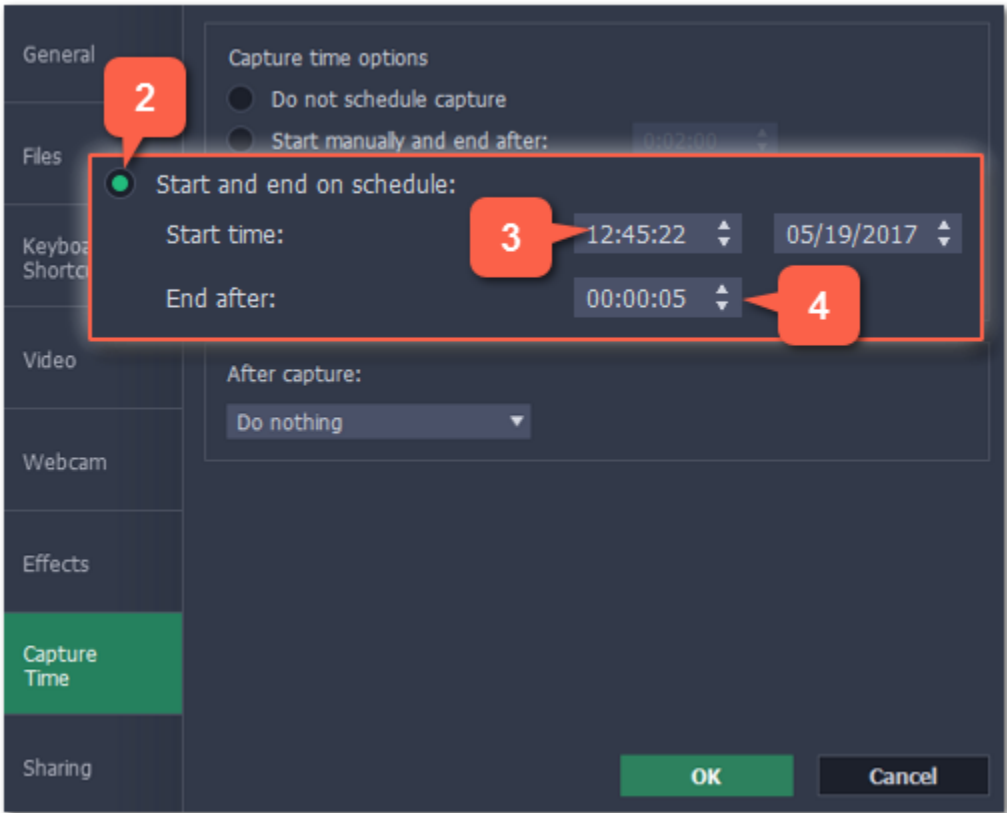 General
Files
Keyboa
Shortc
Video
Webcam
Effects
Capture
Time
Sharing
Capture time options
Do not schedule capture
Start manually and end after: 0:02:00
2
Start and end on schedule:
Start time: 3 12:45:22 05/19/2017
End after: 00:00:05 4
After capture:
Do nothing
OK Cancel